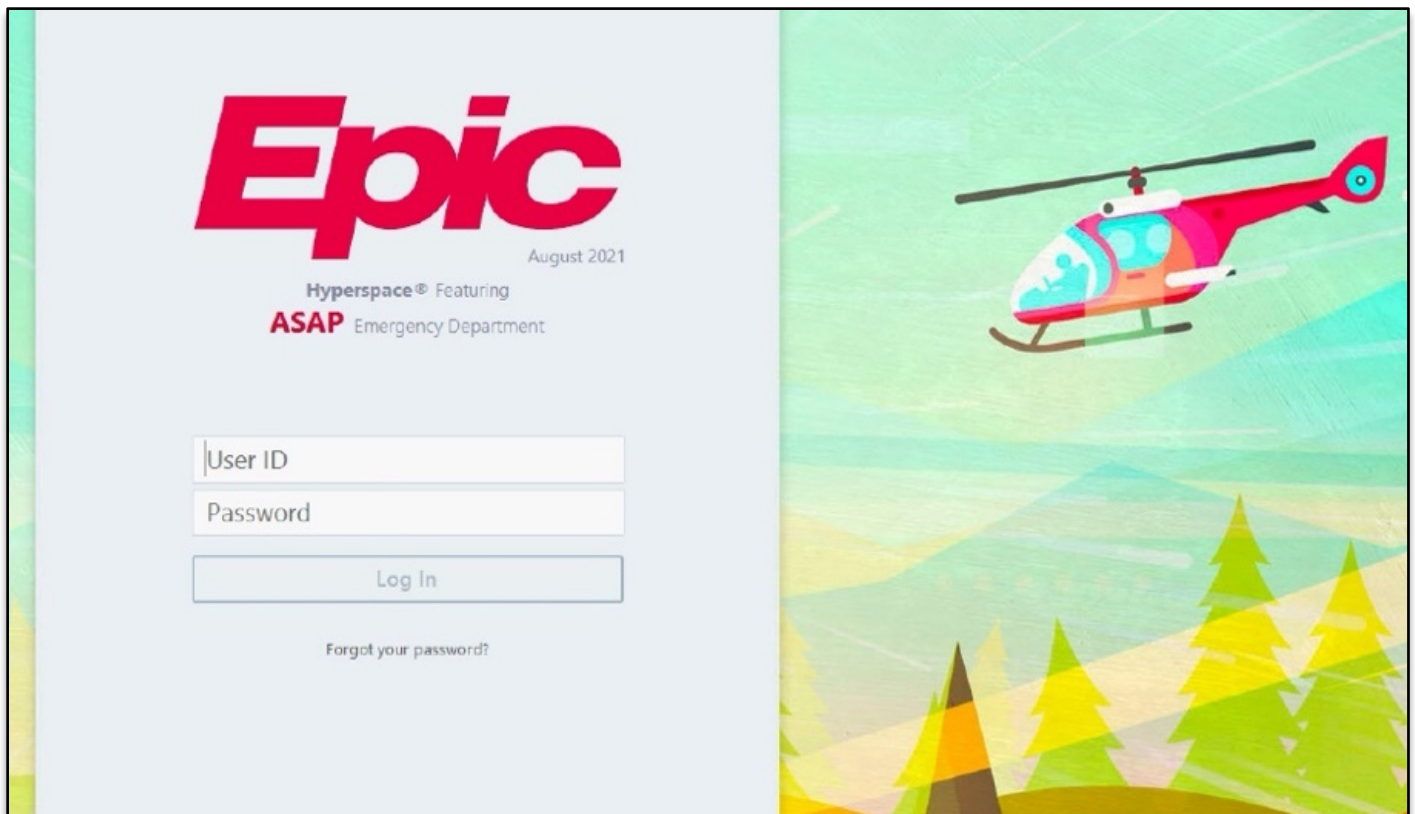 Epic
August 2021
Hyperspace® Featuring
ASAP Emergency Department
User ID
Password
Log In
Forgot your password?